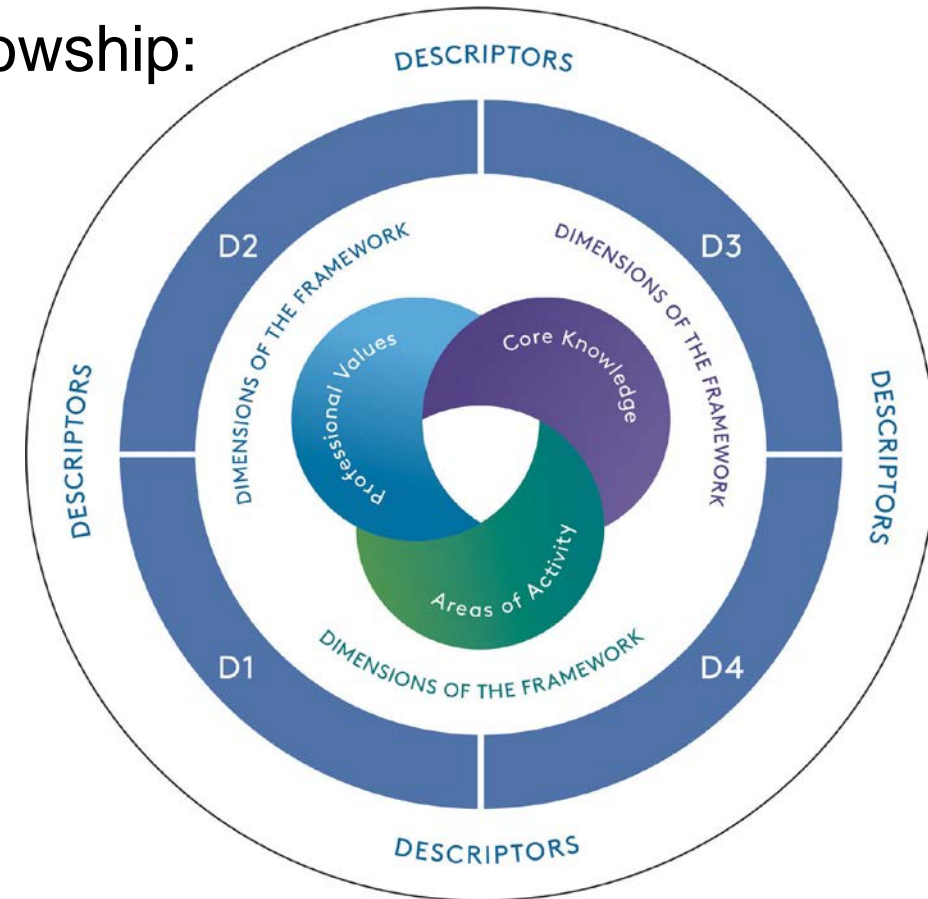 owship:
DESCRIPTORS
D2
D3
DIMENSIONS OF THE FRAMEWORK
DIMENSIONS OF THE FRAMEWORK
Professional Values
Core Knowledge
DESCRIPTORS
DESCRIPTORS
Areas of Activity
DIMENSIONS OF THE FRAMEWORK
D1
D4
DESCRIPTORS